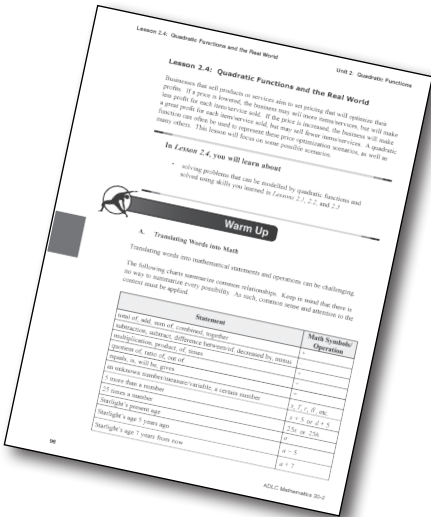 Lesson 2.4: Quadratic Functions and the Real World
Unit 2: Quadratic Functions
Lesson 2.4: Quadratic Functions and the Real World
Businesses that sell products or services aim to set pricing that will optimize their
profits. If a price is lowered, the business may sell more items/services, but will make
less profit for each item/service sold. If the price is increased, the business will make
a great profit for each item/service sold, but may sell fewer items/services. A quadratic
function can often be used to represent these price optimization scenarios, as well as
many others. This lesson will focus on some possible scenarios.
In Lesson 2.4, you will learn about
• solving problems that can be modelled by quadratic functions and
solved using skills you learned in Lessons 2.1, 2.2, and 2.3
Warm Up
A. Translating Words into Math
Translating words into mathematical statements and operations can be challenging.
The following charts summarize common relationships. Keep in mind that there is
no way to summarize every possibility. As such, common sense and attention to the
context must be applied.
Statement
Math Symbols/
Operation
total of, add, sum of, combined, together
+
subtraction, subtract, difference between/of, decreased by, minus
multiplication, product, of, times
quotient of, ratio of, out of
equals, is, will be, gives
an unknown number/measure/variable, a certain number
x, T, r, β, etc.
5 more than a number
x + 5 or d + 5
25 times a number
25x or 25h
Starlight's present age
a
Starlight's age 5 years ago
a − 5
Starlight's age 7 years from now
a + 7
96
ADLC Mathematics 20-2